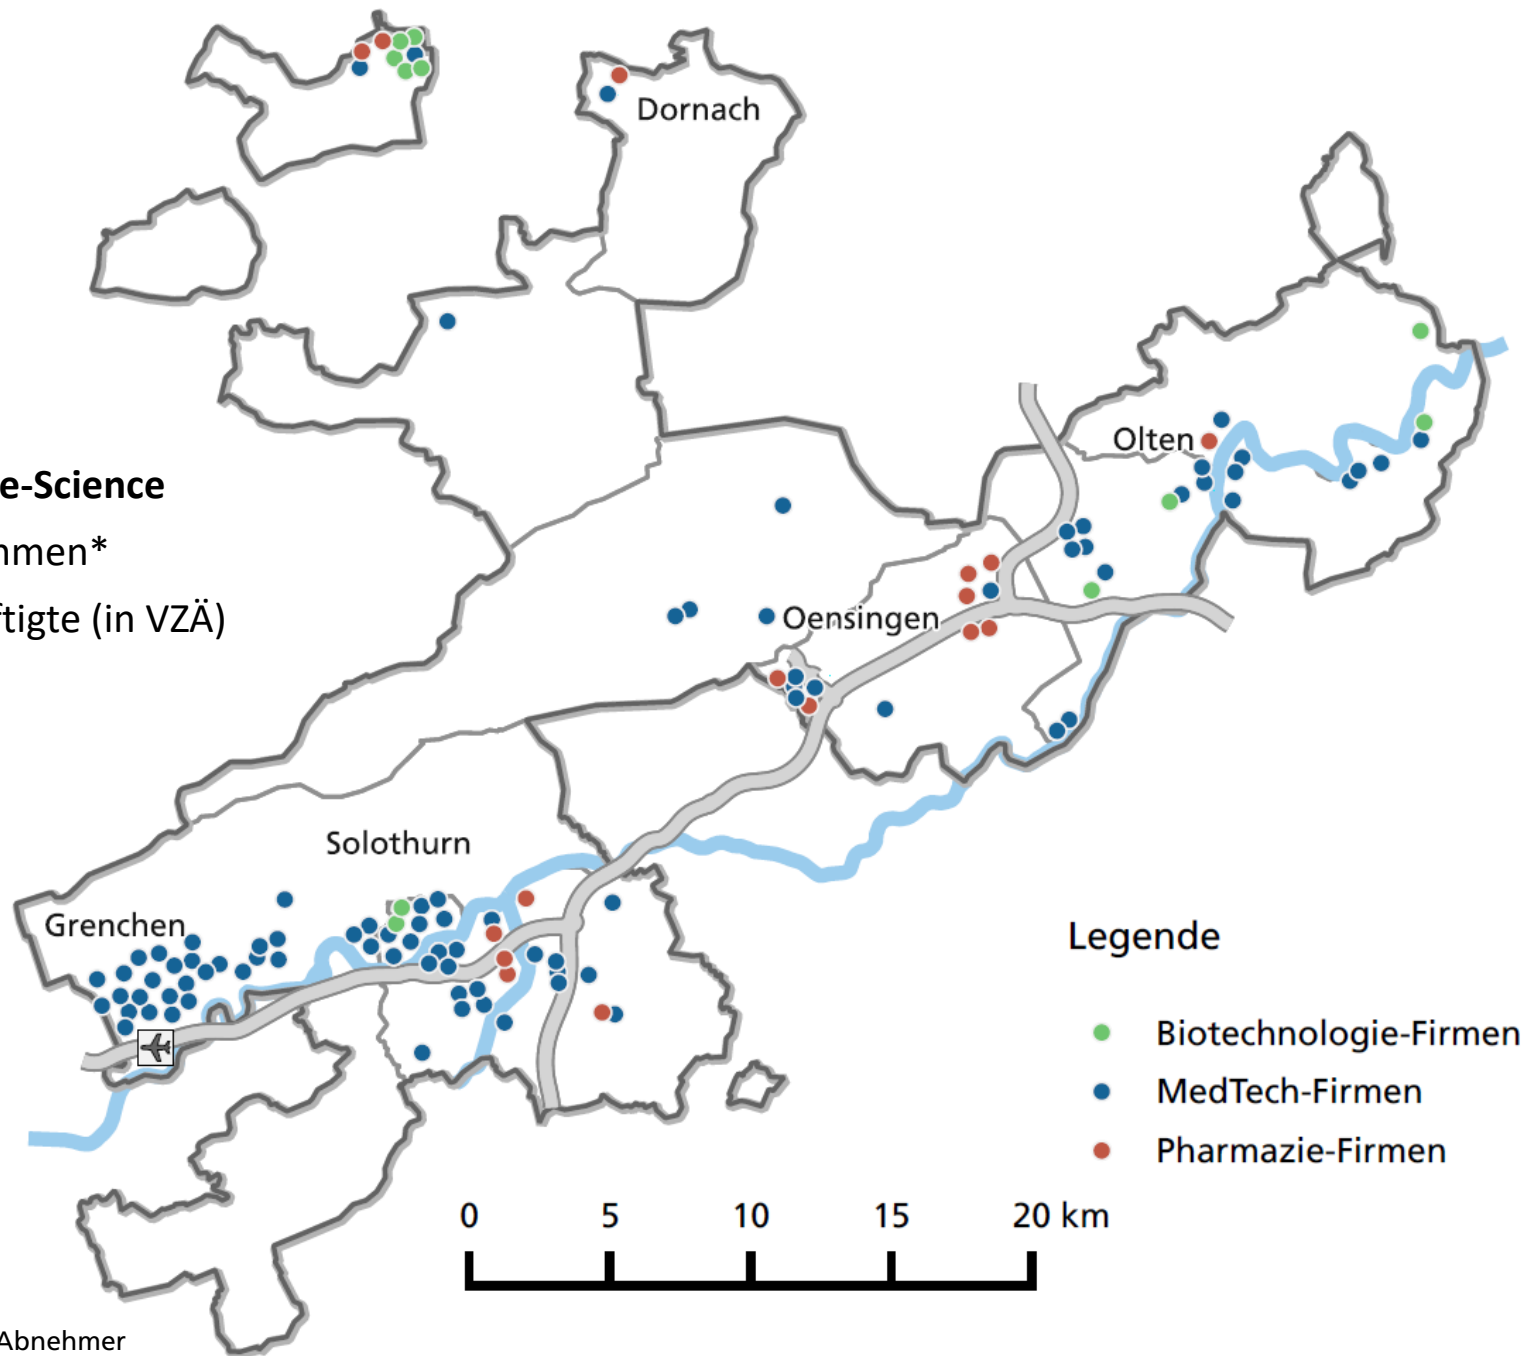 Dornach
Olten
e-Science
nmen*
ftigte (in VZÄ)
Oensingen
Solothurn
Grenchen
Legende
Biotechnologie-Firmen
MedTech-Firmen
Pharmazie-Firmen
0 5 10 15 20 km
Abnehmer